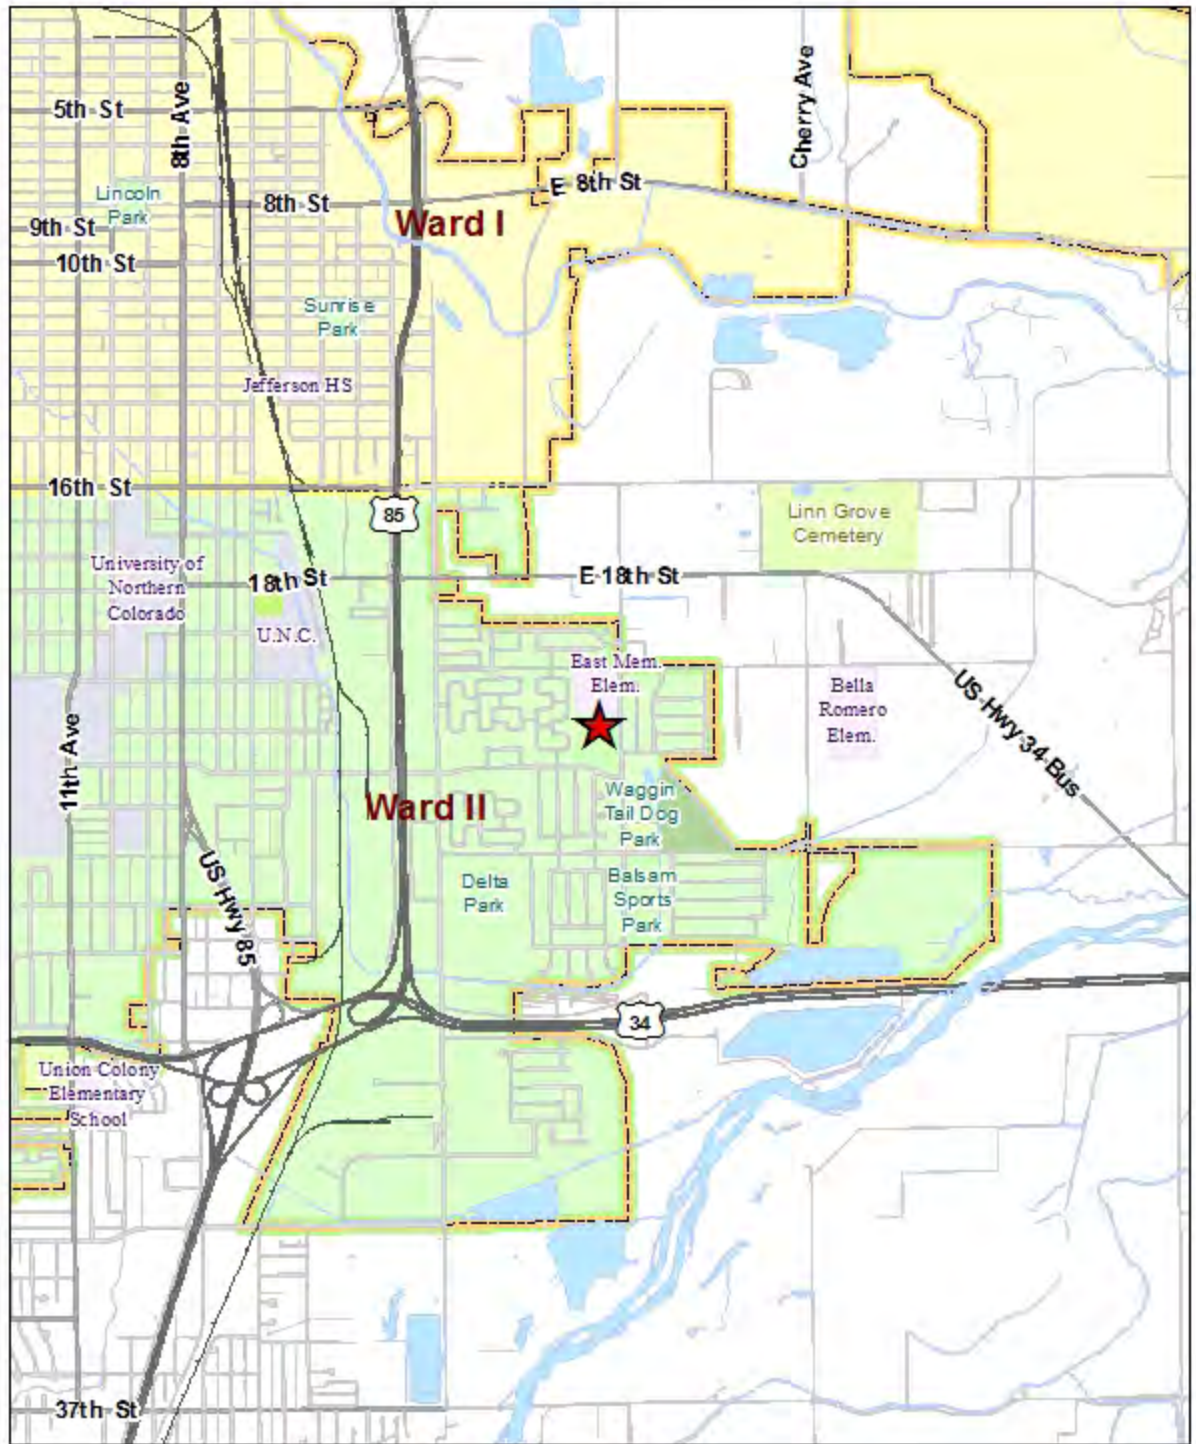 5th St
8th Ave
Cherry Ave
Lincoln
Park
8th St
E 8th St
Ward I
9th St
10th St
Sunrise
Park
Jefferson HS
16th St
85
Linn Grove
Cemetery
University of
Northern
Colorado
18th St
E 18th St
U.N.C.
East Mem.
Elem.
Bella
Romero
Elem.
US Hwy 34 Bus
11th Ave
Ward II
Waggin
Tail Dog
Park
US Hwy 85
Delta
Park
Balsam
Sports
Park
34
Union Colony
Elementary
School
37th St